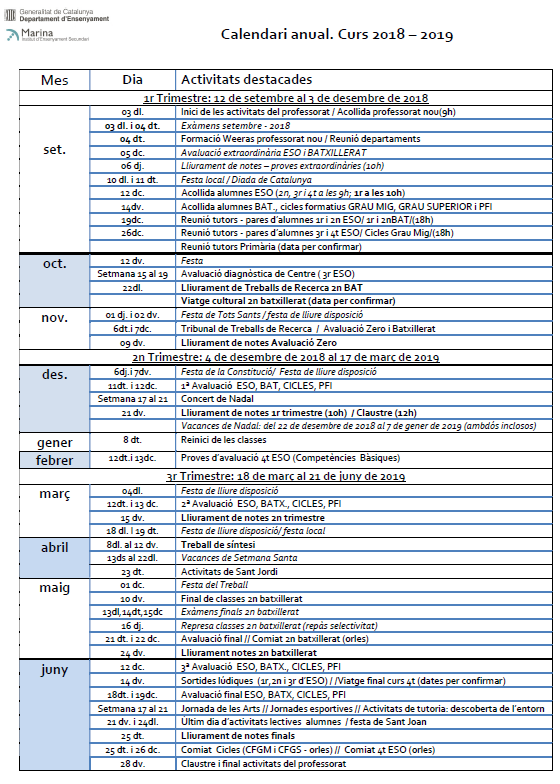 Generalitat de Catalunya
Departament d'Ensenyament
Marina
Institut d'Ensenyament Secundari
Calendari anual. Curs 2018 – 2019
Mes Dia Activitats destacades
1r Trimestre: 12 de setembre al 3 de desembre de 2018
set.
03 dl. Inici de les activitats del professorat / Acollida professorat nou(9h)
03 dl. i 04 dt. Exàmens setembre - 2018
04 dt. Formació Weeras professorat nou / Reunió departaments
05 dc. Avaluació extraordinària ESO i BATXILLERAT
06 dj. Lliurament de notes – proves extraordinàries (10h)
10 dl. i 11 dt. Festa local / Diada de Catalunya
12 dc. Acollida alumnes ESO (2n, 3r i 4t a les 9h; 1r a les 10h)
14dv. Acollida alumnes BAT., cicles formatius GRAU MIG, GRAU SUPERIOR i PFI
19dc. Reunió tutors - pares d'alumnes 1r i 2n ESO/ 1r i 2nBAT/(18h)
26dc. Reunió tutors - pares d'alumnes 3r i 4t ESO/ Cicles Grau Mig/(18h)
Reunió tutors Primària (data per confirmar)
oct.
12 dv. Festa
Setmana 15 al 19 Avaluació diagnòstica de Centre ( 3r ESO)
22dl. Lliurament de Treballs de Recerca 2n BAT
Viatge cultural 2n batxillerat (data per confirmar)
nov.
01 dj. i 02 dv. Festa de Tots Sants / festa de lliure disposició
6dt.i 7dc. Tribunal de Treballs de Recerca / Avaluació Zero i Batxillerat
09 dv. Lliurament de notes Avaluació Zero
2n Trimestre: 4 de desembre de 2018 al 17 de març de 2019
des.
6dj.i 7dv. Festa de la Constitució/ Festa de lliure disposició
11dt. i 12dc. 1ª Avaluació ESO, BAT, CICLES, PFI
Setmana 17 al 21 Concert de Nadal
21 dv. Lliurament de notes 1r trimestre (10h) / Claustre (12h)
Vacances de Nadal: del 22 de desembre de 2018 al 7 de gener de 2019 (ambdós inclosos)
gener 8 dt. Reinici de les classes
febrer 12dt.i 13dc. Proves d'avaluació 4t ESO (Competències Bàsiques)
3r Trimestre: 18 de març al 21 de juny de 2019
març
04dl. Festa de lliure disposició
12dt. i 13 dc. 2ª Avaluació ESO, BATX., CICLES, PFI
15 dv. Lliurament de notes 2n trimestre
18 dl. I 19 dt. Festa de lliure disposició/ festa local
abril
8dl. al 12 dv. Treball de síntesi
13ds al 22dl. Vacances de Setmana Santa
23 dt. Activitats de Sant Jordi
maig
01 dc. Festa del Treball
10 dv. Final de classes 2n batxillerat
13dl,14dt,15dc Exàmens finals 2n batxillerat
16 dj. Represa classes 2n batxillerat (repàs selectivitat)
21 dt. i 22 dc. Avaluació final // Comiat 2n batxillerat (orles)
24 dv. Lliurament notes 2n batxillerat
juny
12 dc. 3ª Avaluació ESO, BATX., CICLES, PFI
14 dv. Sortides lúdiques (1r,2n i 3r d'ESO) / /Viatge final curs 4t (dates per confirmar)
18dt. i 19dc. Avaluació final ESO, BATX, CICLES, PFI
Setmana 17 al 21 Jornada de les Arts // Jornades esportives // Activitats de tutoria: descoberta de l'entorn
21 dv. i 24dl. Últim dia d'activitats lectives alumnes / festa de Sant Joan
25 dt. Lliurament de notes finals
25 dt. i 26 dc. Comiat Cicles (CFGM i CFGS - orles) // Comiat 4t ESO (orles)
28 dv. Claustre i final activitats del professorat